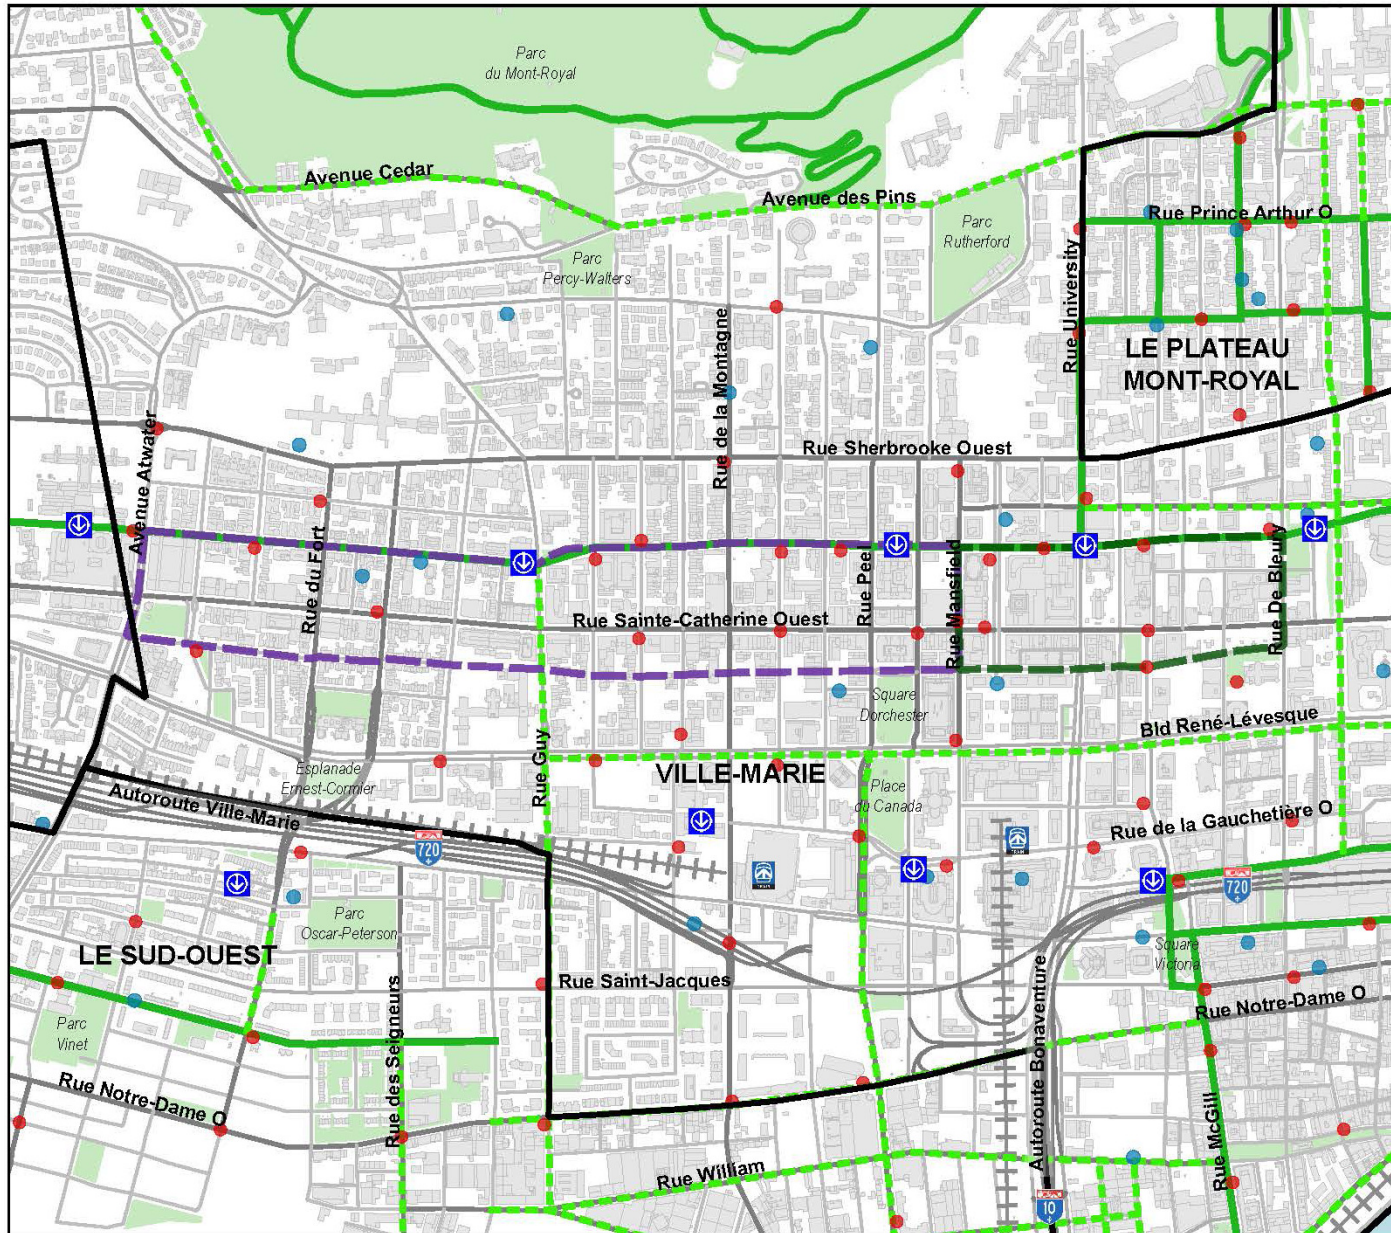 Parc
du Mont-Royal
Avenue Cedar
Avenue des Pins
Rue Prince Arthur O
Parc
Rutherford
Parc
Percy-Walters
Rue University
LE PLATEAU
MONT-ROYAL
Rue de la Montagne
Avenue Atwater
Rue Sherbrooke Ouest
Rue du Fort
Rue Peel
Rue Mansfield
Rue De Bleury
Rue Sainte-Catherine Ouest
Square
Dorchester
Bld René-Lévesque
Rue Guy
VILLE-MARIE
Esplanade
Ernest-Cormier
Place
du Canada
Autoroute Ville-Marie
720
Rue de la Gauchetière O
TRAIN
TRAIN
720
Parc
Oscar-Peterson
LE SUD-OUEST
Square
Victoria
Rue Saint-Jacques
Rue des Seigneurs
Autoroute Bonaventure
Rue Notre-Dame O
Parc
Vinet
Rue Notre-Dame O
Rue McGill
Rue William
10